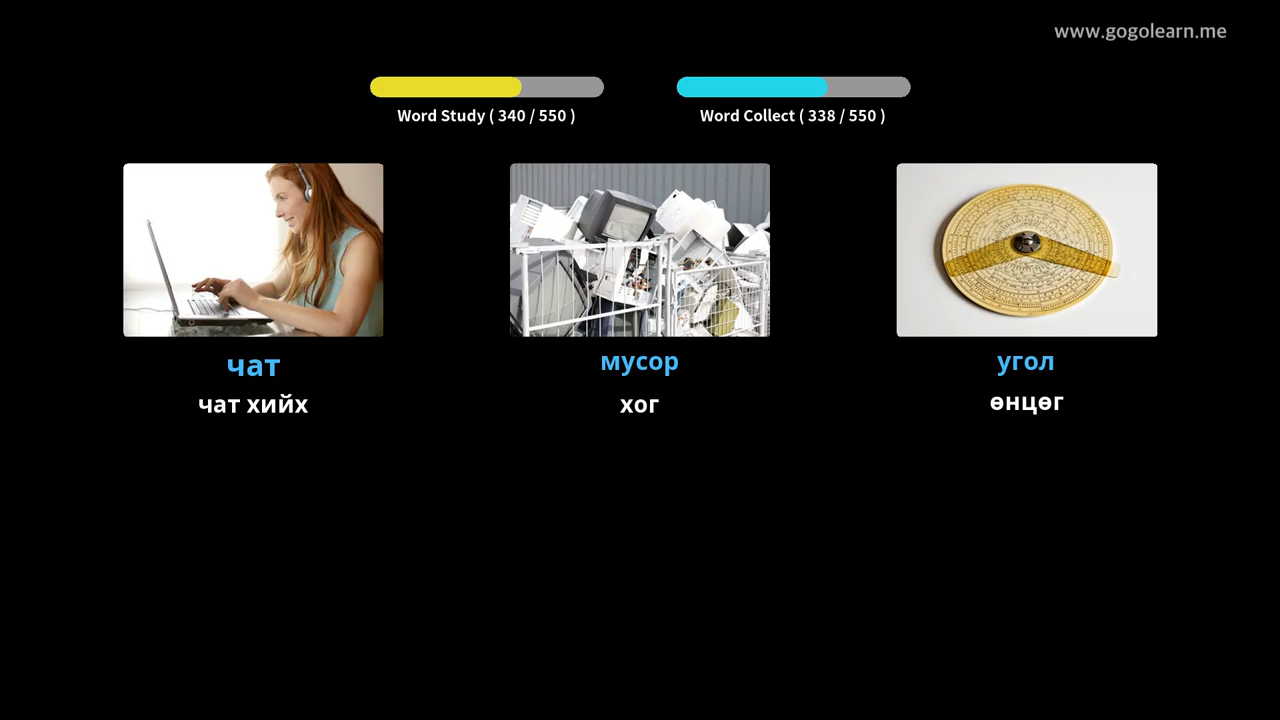 www.gogolearn.me
Word Study ( 340 / 550 )
Word Collect ( 338 / 550 )
чат
чат хийх
мусор
хог
угол
өнцөг